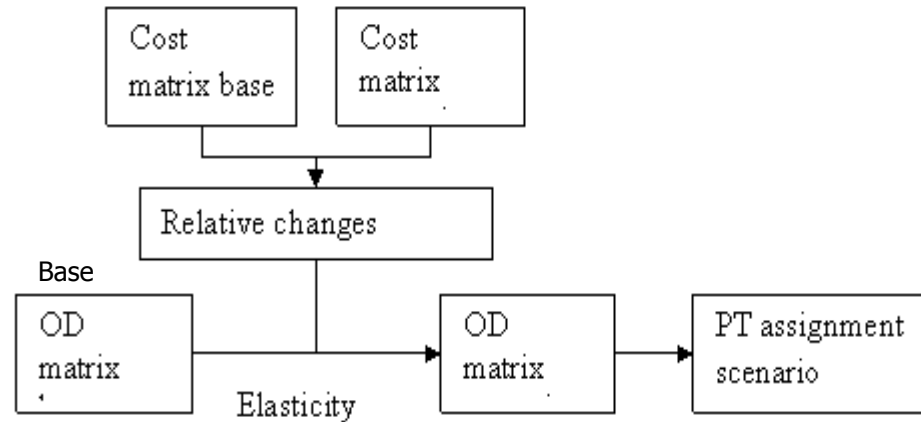 Cost
matrix base
Cost
matrix
Relative changes
Base
OD
matrix
Elasticity
OD
matrix
PT assignment
scenario